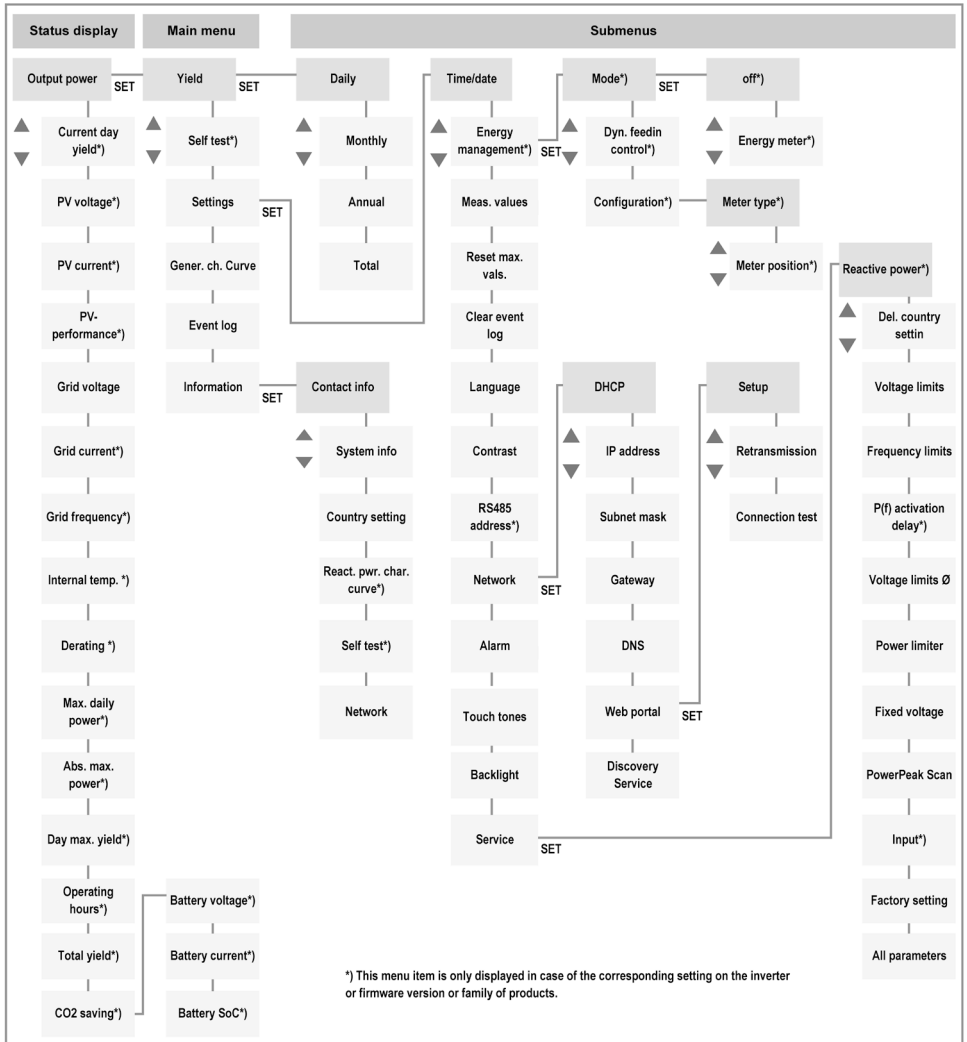 Status display
Main menu
Submenus
Output power
SET
Yield
SET
Daily
Time/date
Mode*)
SET
off*)
Current day
yield*)
Self test*)
Monthly
Energy
management*)
SET
Dyn. feedin
control*)
Energy meter*)
PV voltage*)
Settings
SET
Annual
Meas. values
Configuration*)
Meter type*)
PV current*)
Gener. ch. Curve
Total
Reset max.
vals.
Meter position*)
Reactive power*)
PV-
performance*)
Event log
Clear event
log
Del. country
settin
Grid voltage
Information
SET
Contact info
Language
DHCP
Setup
Voltage limits
Grid current*)
System info
Contrast
IP address
Retransmission
Frequency limits
Grid frequency*)
Country setting
RS485
address*)
Subnet mask
Connection test
P(f) activation
delay*)
Internal temp. *)
React. pwr. char.
curve*)
Network
SET
Gateway
Voltage limits Ø
Derating *)
Self test*)
Alarm
DNS
Power limiter
Max. daily
power*)
Network
Touch tones
Web portal
SET
Fixed voltage
Abs. max.
power*)
Backlight
Discovery
Service
PowerPeak Scan
Day max. yield*)
Service
SET
Input*)
Operating
hours*)
Battery voltage*)
Factory setting
Total yield*)
Battery current*)
All parameters
CO2 saving*)
Battery SoC*)
*) This menu item is only displayed in case of the corresponding setting on the inverter
or firmware version or family of products.